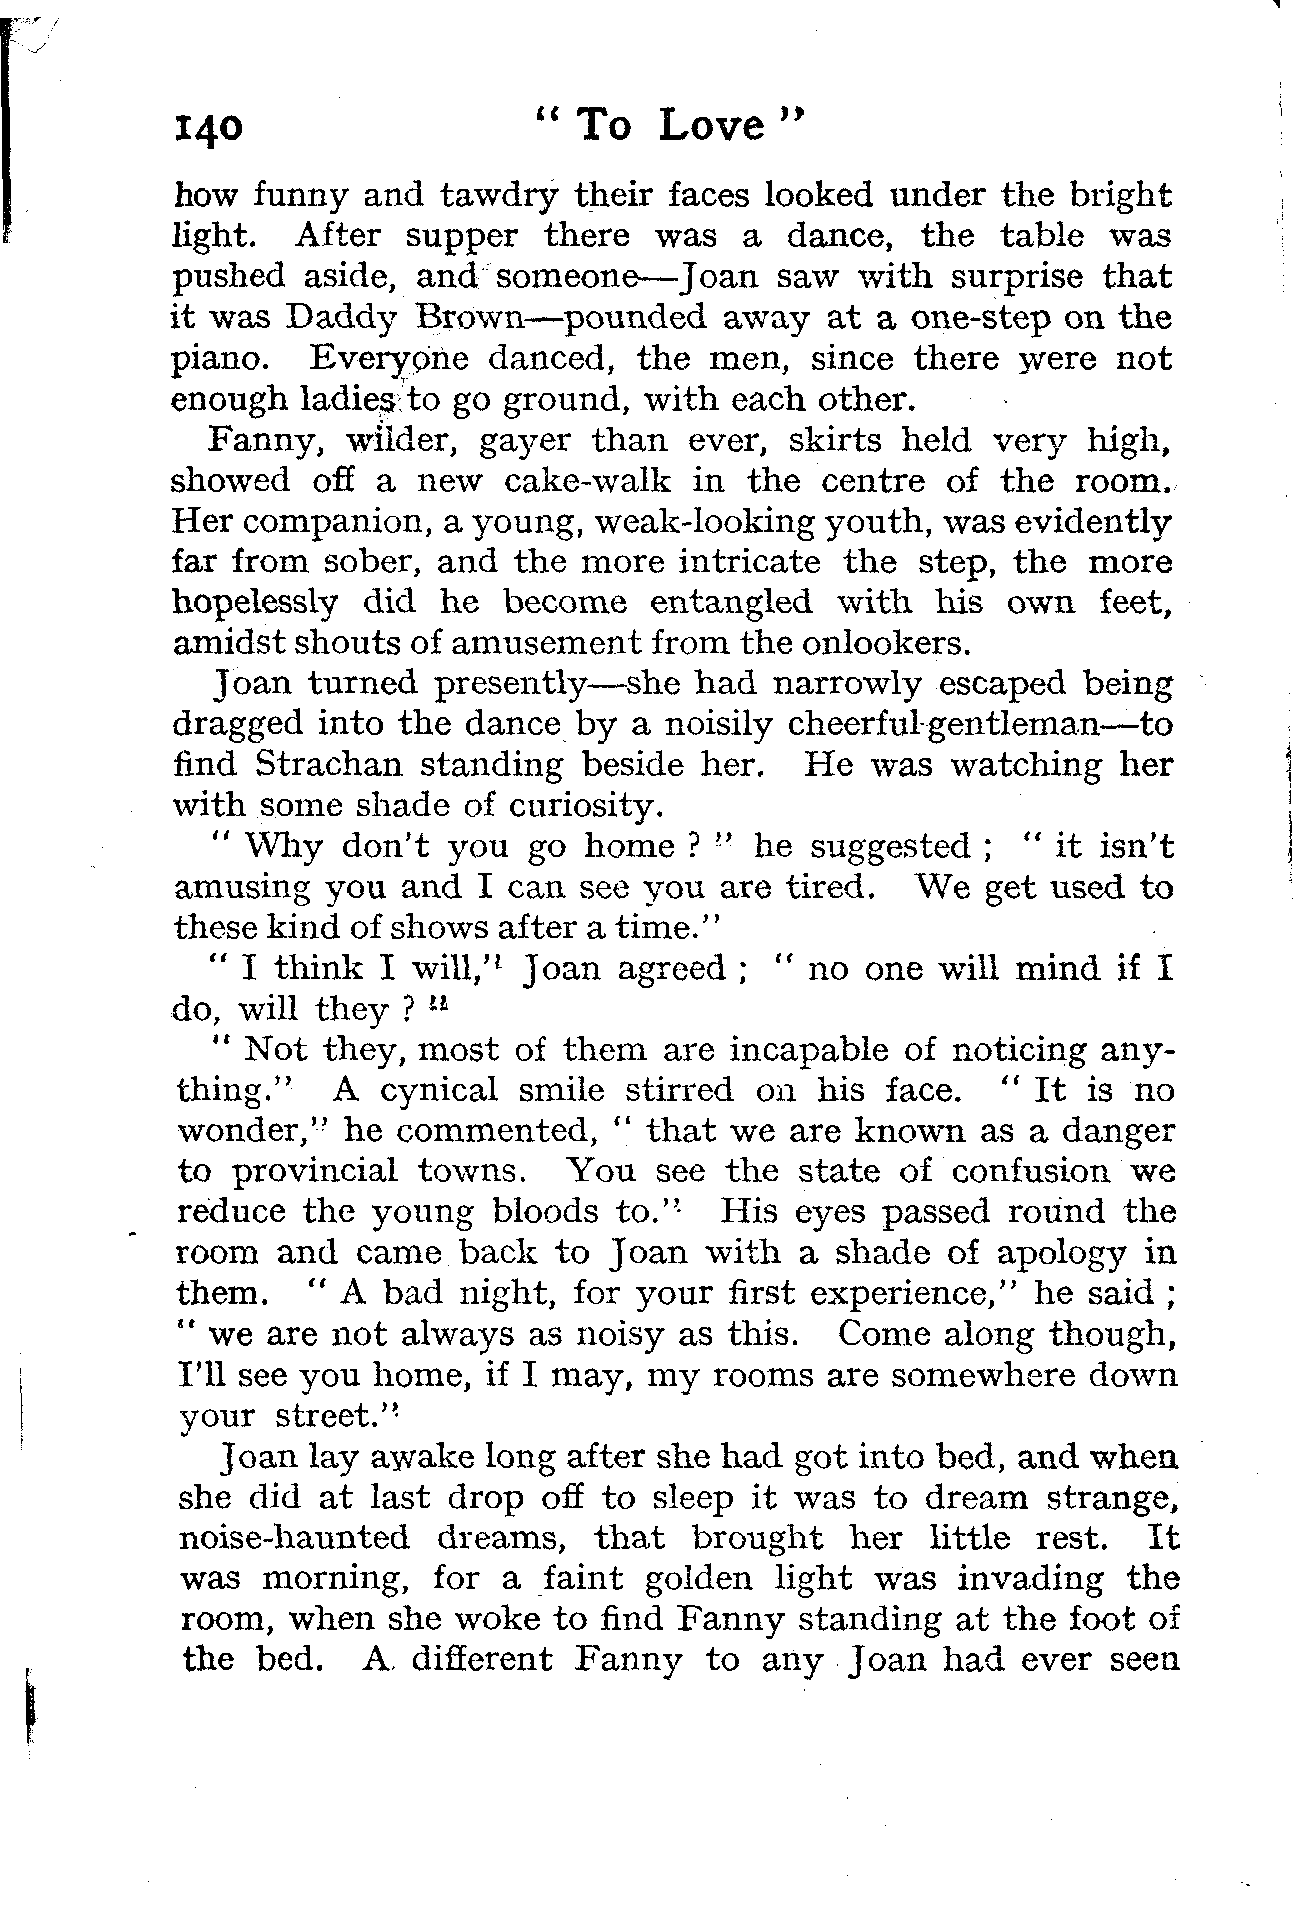 140 “ To Love ”
how funny and tawdry their faces looked under the bright
light. After supper there was a dance, the table was
pushed aside, and someone—Joan saw with surprise that
it was Daddy Brown—pounded away at a one-step on the
piano. Everyone danced, the men, since there were not
enough ladies to go ground, with each other.
Fanny, wilder, gayer than ever, skirts held very high,
showed off a new cake-walk in the centre of the room.
Her companion, a young, weak-looking youth, was evidently
far from sober, and the more intricate the step, the more
hopelessly did he become entangled with his own feet,
amidst shouts of amusement from the onlookers.
Joan turned presently—she had narrowly escaped being
dragged into the dance by a noisily cheerful gentleman—to
find Strachan standing beside her. He was watching her
with some shade of curiosity.
“ Why don't you go home ? ” he suggested ; “ it isn't
amusing you and I can see you are tired. We get used to
these kind of shows after a time.”
“ I think I will,” Joan agreed ; “ no one will mind if I
do, will they ? ”
“ Not they, most of them are incapable of noticing any-
thing.” A cynical smile stirred on his face. “ It is no
wonder,” he commented, “ that we are known as a danger
to provincial towns. You see the state of confusion we
reduce the young bloods to.” His eyes passed round the
room and came back to Joan with a shade of apology in
them. “ A bad night, for your first experience,” he said ;
“ we are not always as noisy as this. Come along though,
I'll see you home, if I may, my rooms are somewhere down
your street.”
Joan lay awake long after she had got into bed, and when
she did at last drop off to sleep it was to dream strange,
noise-haunted dreams, that brought her little rest. It
was morning, for a faint golden light was invading the
room, when she woke to find Fanny standing at the foot of
the bed. A different Fanny to any Joan had ever seen